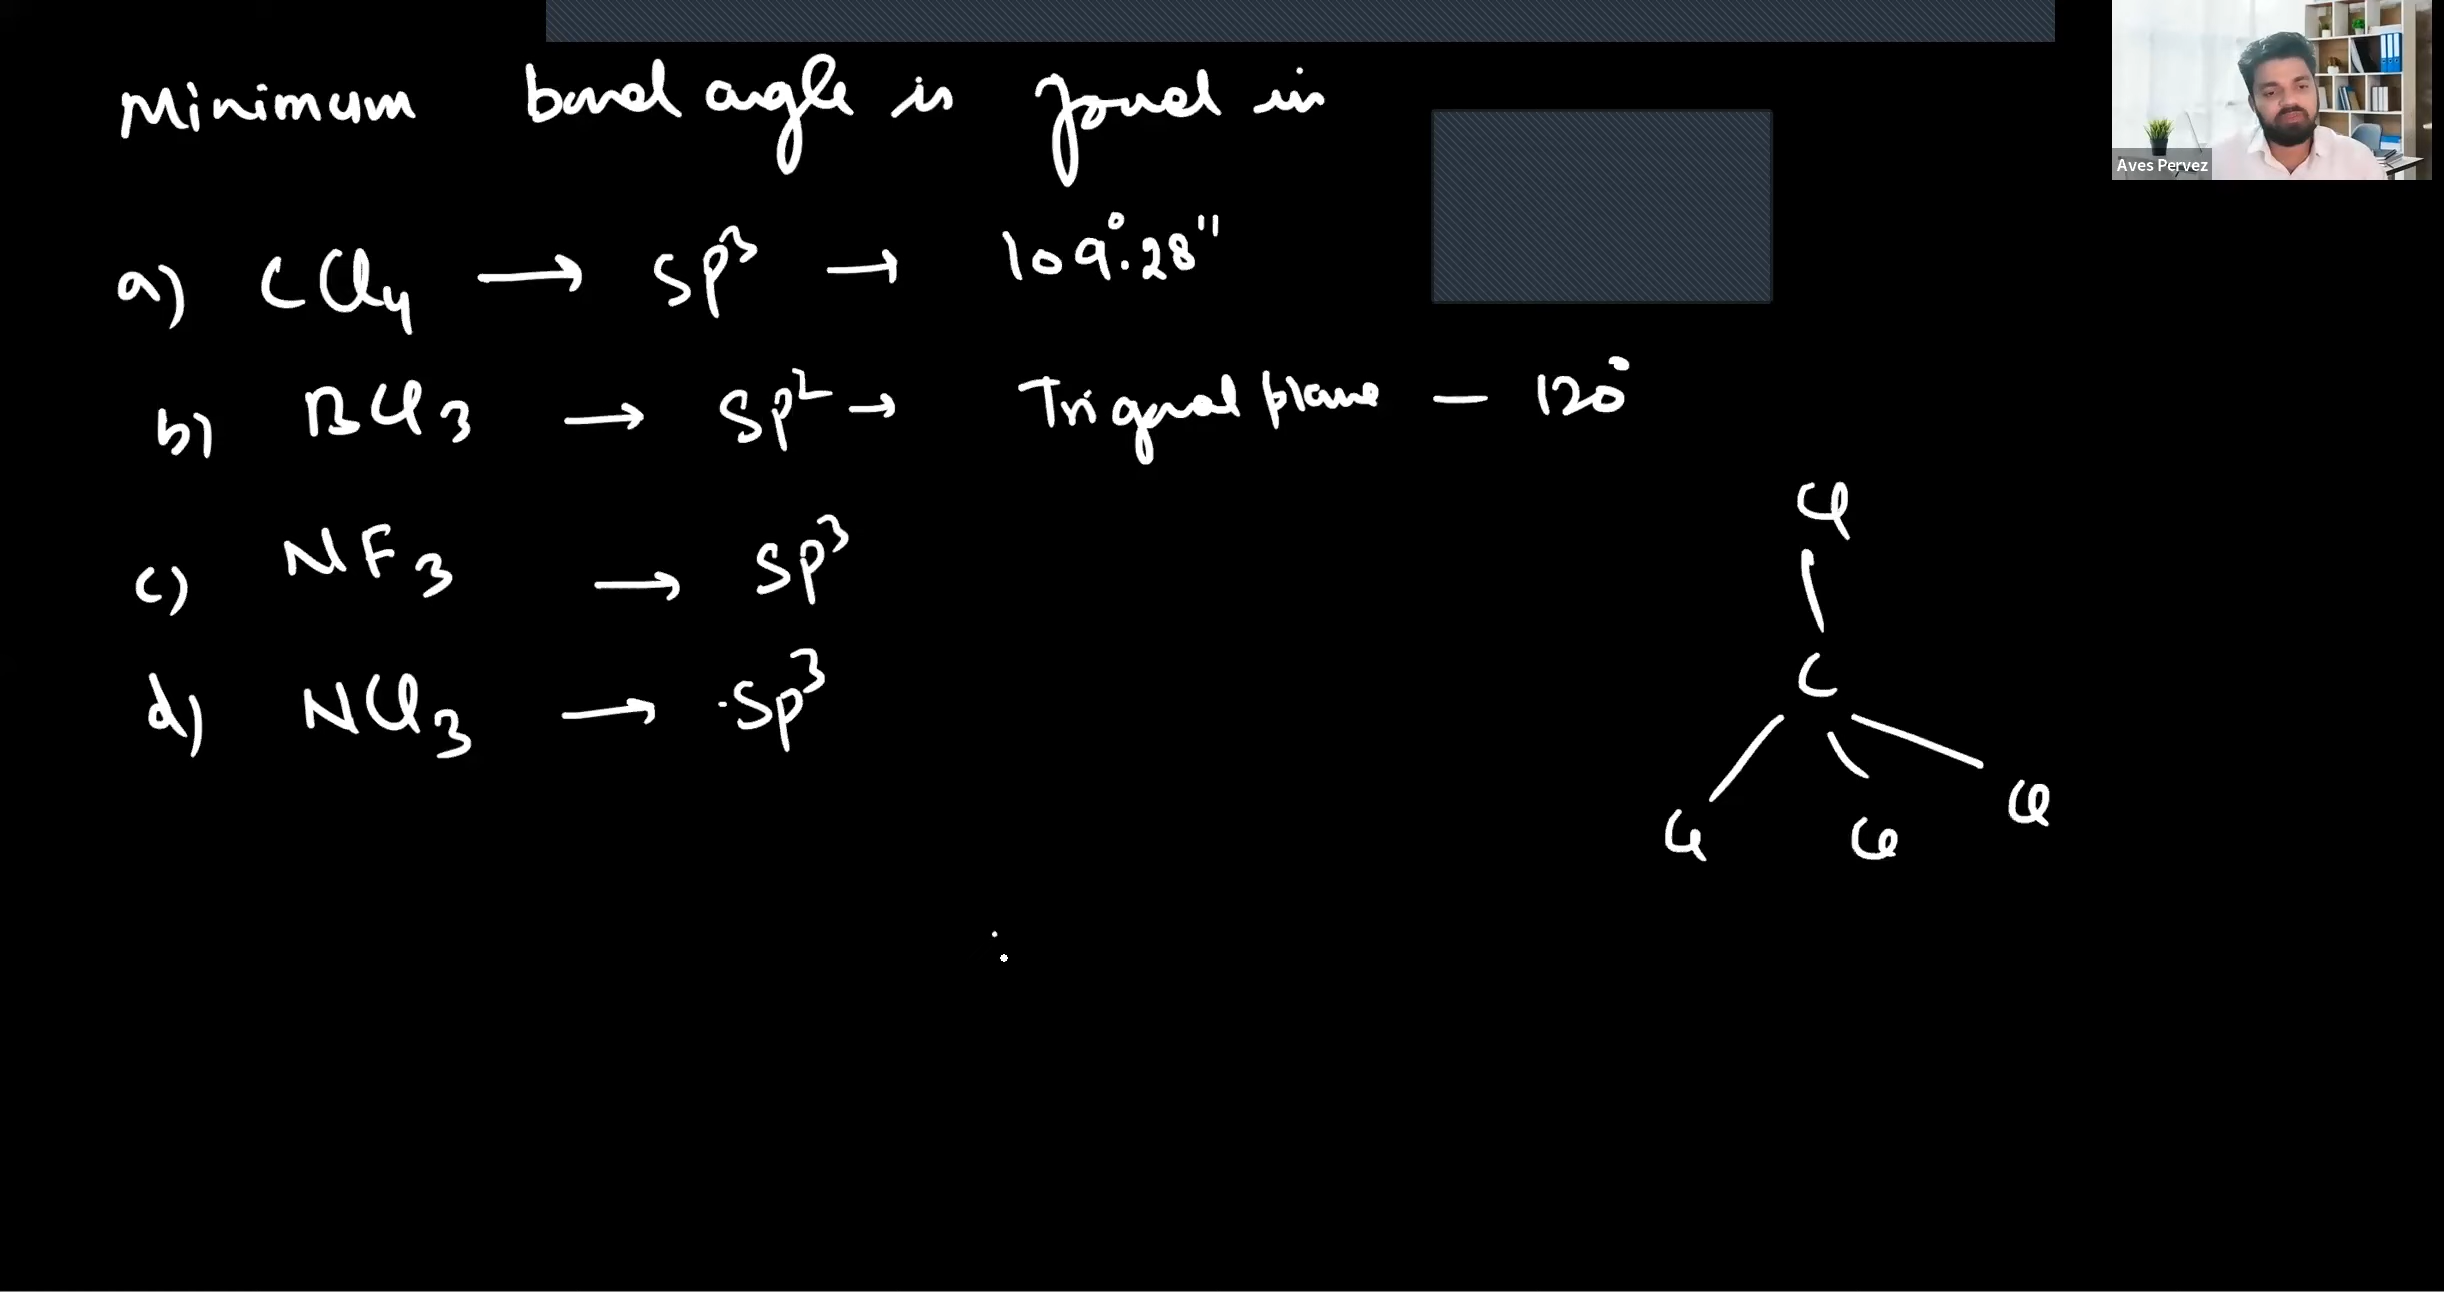 Minimum bond angle is found in
Aves Pervez
a) CCl4 → sp³ → 109°.28"
b) BCl3 → sp² → Trigonal plane — 120°
c) NF3 → sp³
d) NCl3 → sp³
Cl
C
Cl Cl Cl